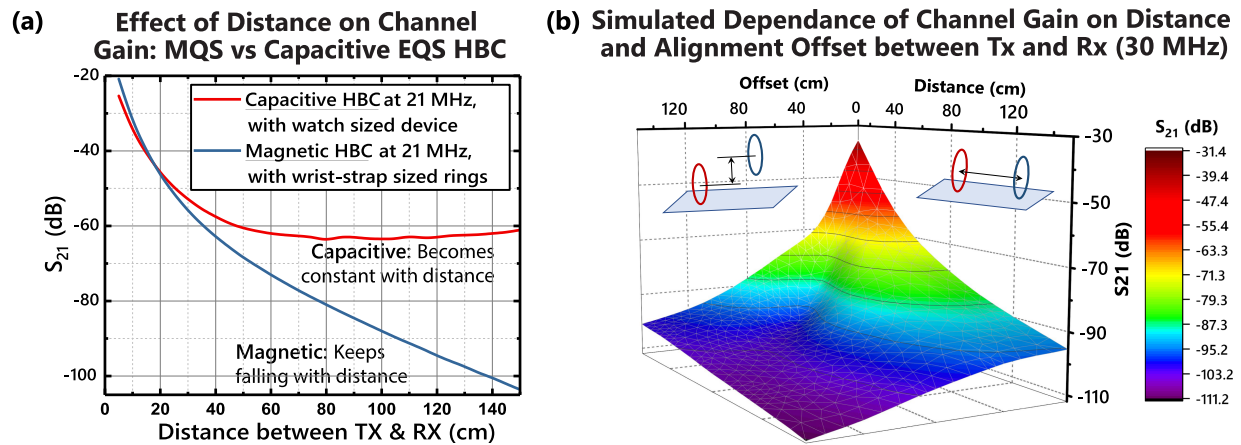 (a)
Effect of Distance on Channel
Gain: MQS vs Capacitive EQS HBC
-20
-40
-60
-80
-100
S21 (dB)
Capacitive HBC at 21 MHz,
with watch sized device
Magnetic HBC at 21 MHz,
with wrist-strap sized rings
Capacitive: Becomes
constant with distance
Magnetic: Keeps
falling with distance
0 20 40 60 80 100 120 140
Distance between TX & RX (cm)
(b)
Simulated Dependance of Channel Gain on Distance
and Alignment Offset between Tx and Rx (30 MHz)
Offset (cm)
Distance (cm)
120 80 40 0 40 80 120
-30
-50
-70
-90
-110
S21 (dB)
S21 (dB)
-31.4
-39.4
-47.4
-55.4
-63.3
-71.3
-79.3
-87.3
-95.2
-103.2
-111.2